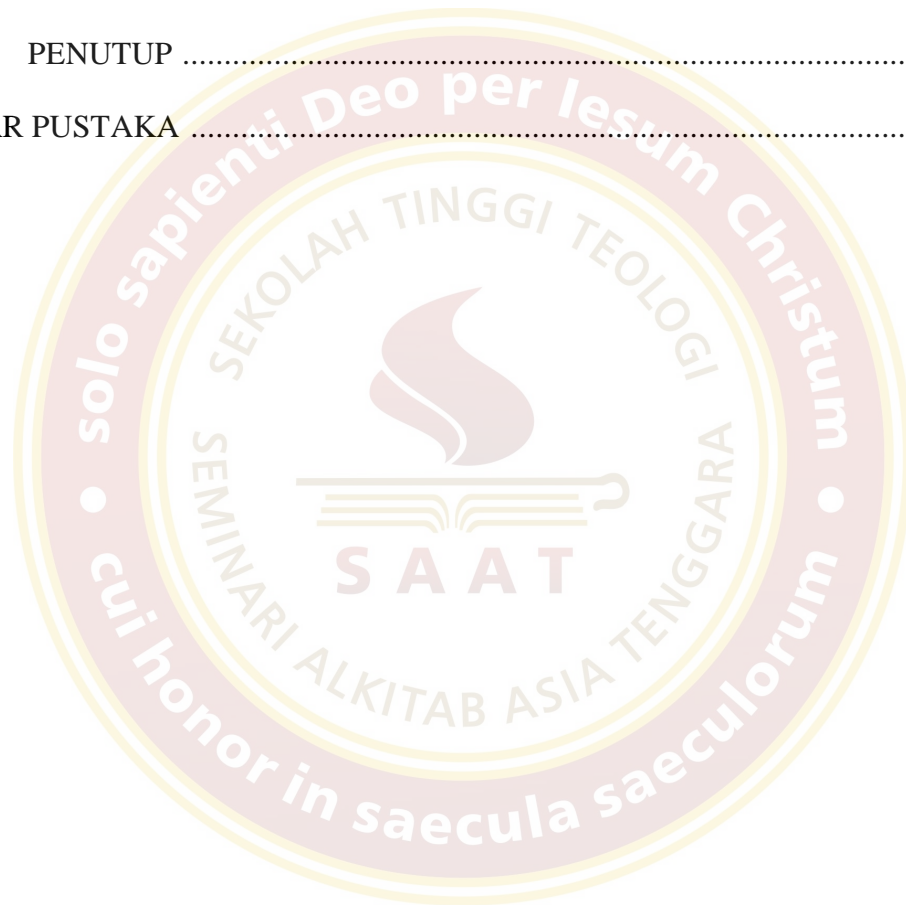 PENUTUP ........................................................................................
AR PUSTAKA ........................................................................................
solo sapienti Deo per Iesum Christum
• cui honor in saecula saeculorum •
SEKOLAH TINGGI TEOLOGI
SEMINARI ALKITAB ASIA TENGGARA
SAAT